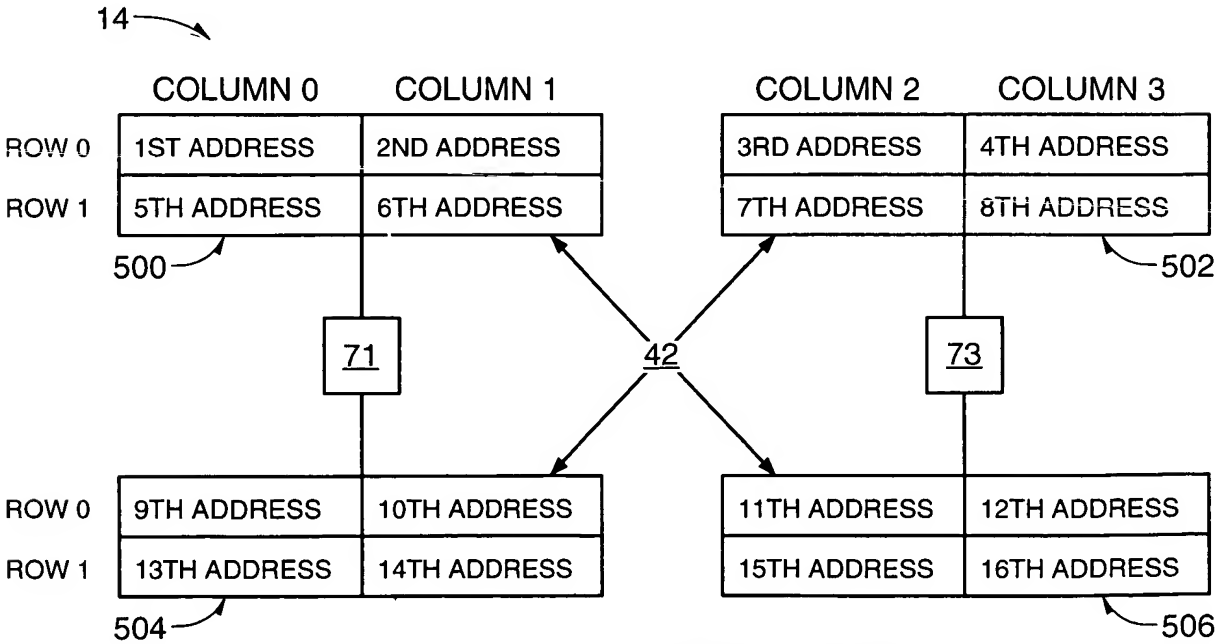 14
COLUMN 0 COLUMN 1 COLUMN 2 COLUMN 3
ROW 0 1ST ADDRESS 2ND ADDRESS 3RD ADDRESS 4TH ADDRESS
ROW 1 5TH ADDRESS 6TH ADDRESS 7TH ADDRESS 8TH ADDRESS
500 502
71 42 73
ROW 0 9TH ADDRESS 10TH ADDRESS 11TH ADDRESS 12TH ADDRESS
ROW 1 13TH ADDRESS 14TH ADDRESS 15TH ADDRESS 16TH ADDRESS
504 506